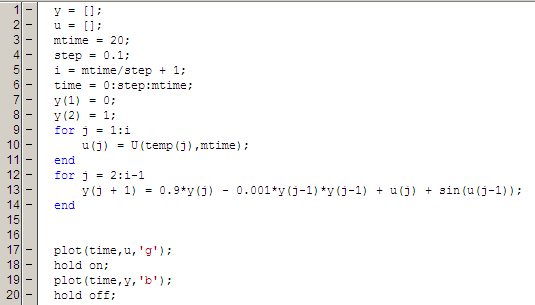 1 - y = [];
2 - u = [];
3 - mtime = 20;
4 - step = 0.1;
5 - i = mtime/step + 1;
6 - time = 0:step:mtime;
7 - y(1) = 0;
8 - y(2) = 1;
9 - for j = 1:i
10 - u(j) = U(temp(j),mtime);
11 - end
12 - for j = 2:i-1
13 - y(j + 1) = 0.9*y(j) - 0.001*y(j-1)*y(j-1) + u(j) + sin(u(j-1));
14 - end
15
16
17 - plot(time,u,'g');
18 - hold on;
19 - plot(time,y,'b');
20 - hold off;